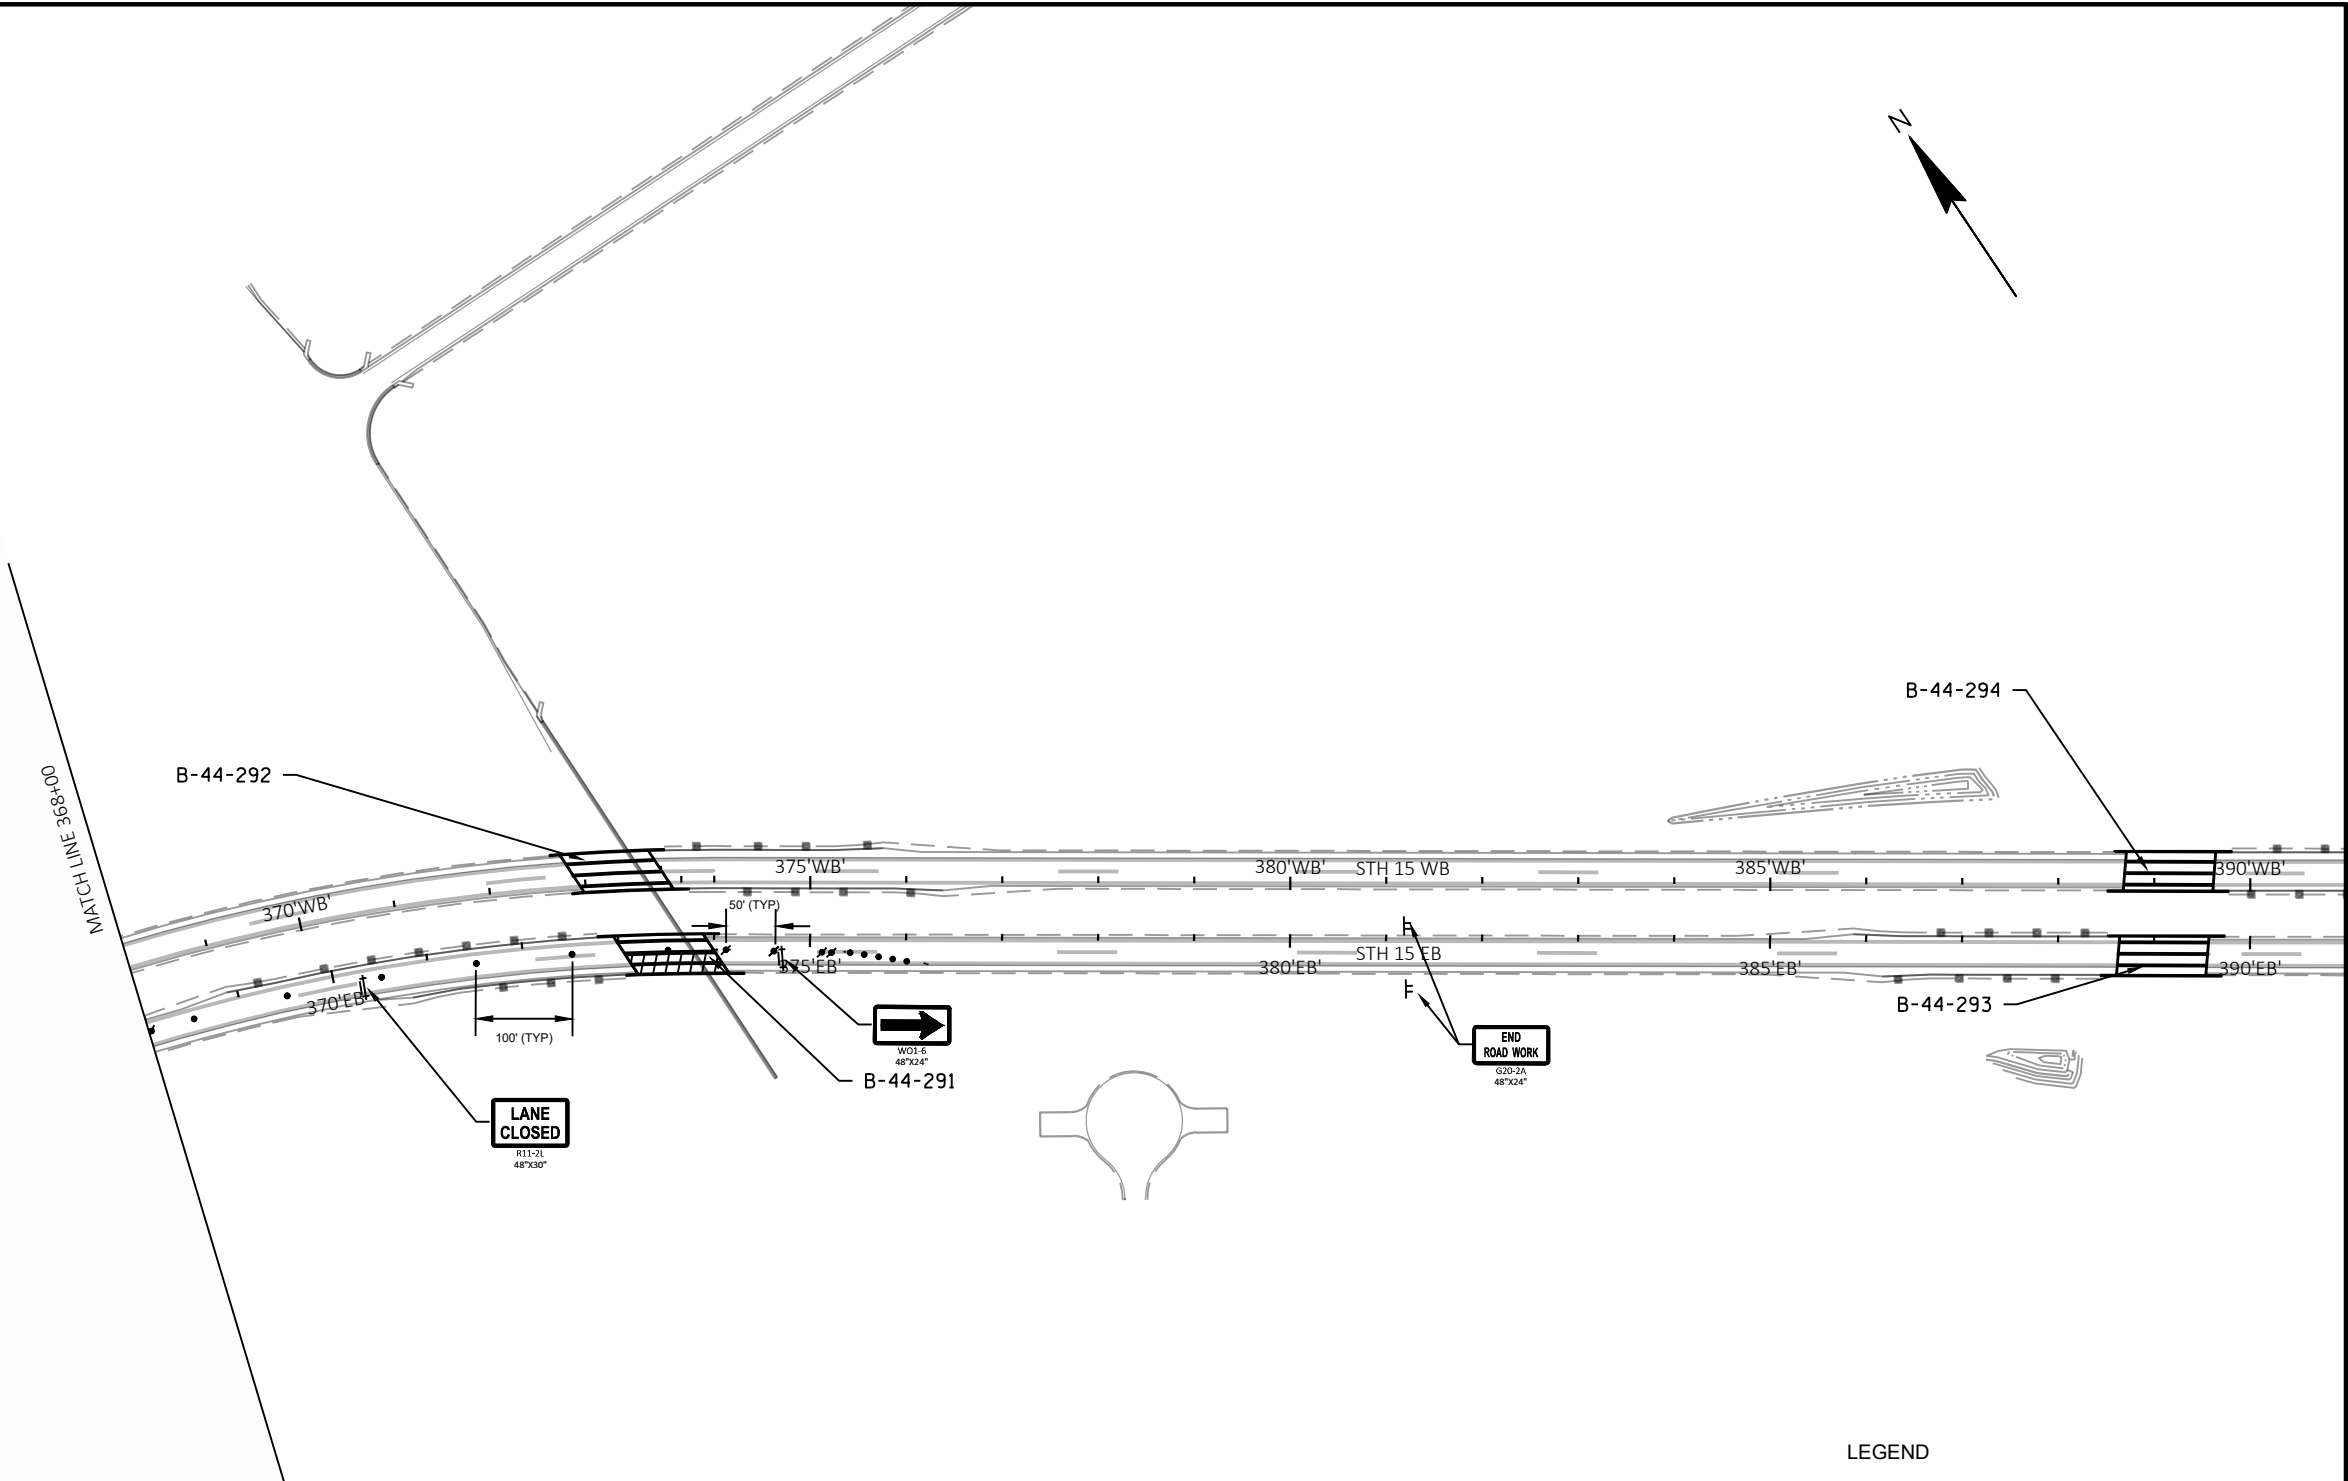 N
B-44-294
B-44-292
MATCH LINE 368+00
375'WB'
380'WB'
STH 15 WB
385'WB'
390'WB'
370'WB'
50' (TYP)
STH 15 EB
375'EB'
380'EB'
385'EB'
390'EB'
370'EB'
B-44-293
100' (TYP)
WO1-6
48"X24"
END
ROAD WORK
G20-2A
48"X24"
B-44-291
LANE
CLOSED
R11-2L
48"X30"
LEGEND